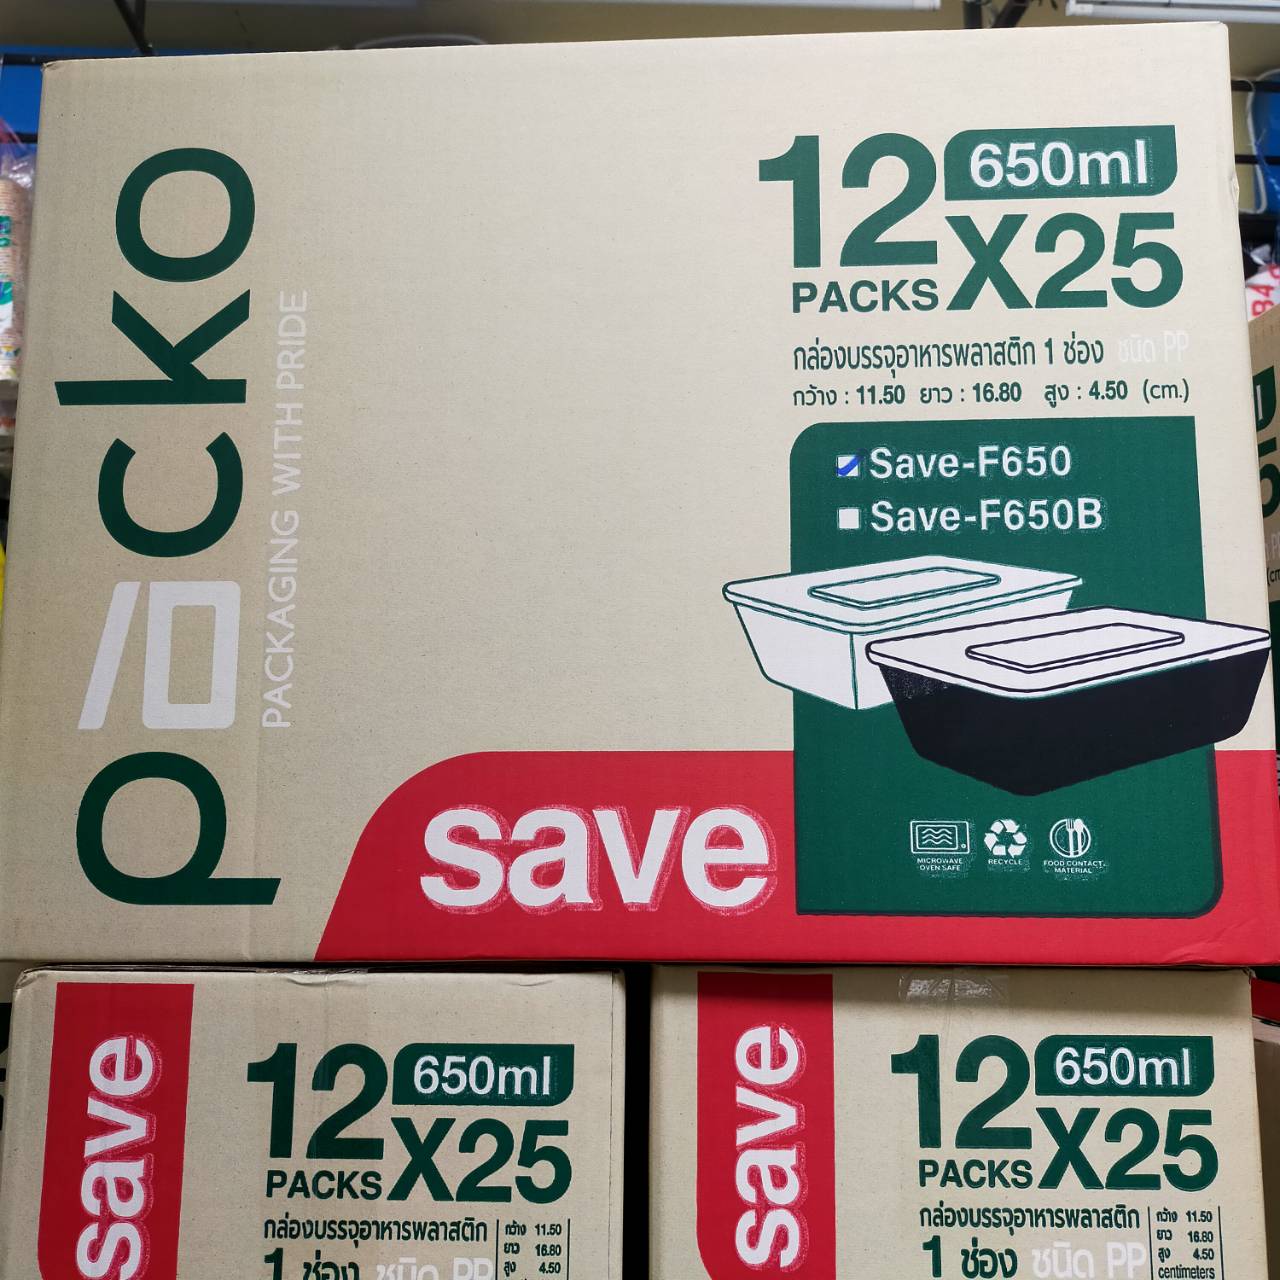 packo
PACKAGING WITH PRIDE
12 PACKS X25
650ml
กล่องบรรจุอาหารพลาสติก 1 ช่อง ชนิด PP
กว้าง : 11.50 ยาว : 16.80 สูง : 4.50 (cm.)
Save-F650
Save-F650B
save
MICROWAVE
OVEN SAFE
RECYCLE
FOOD CONTACT
MATERIAL
save
12 PACKS X25
650ml
กล่องบรรจุอาหารพลาสติก
1 ช่อง ชนิด PP
กว้าง 11.50
ยาว 16.80
สูง 4.50
save
12 PACKS X25
650ml
กล่องบรรจุอาหารพลาสติก
1 ช่อง ชนิด PP
กว้าง 11.50
ยาว 16.80
สูง 4.50
centimeters